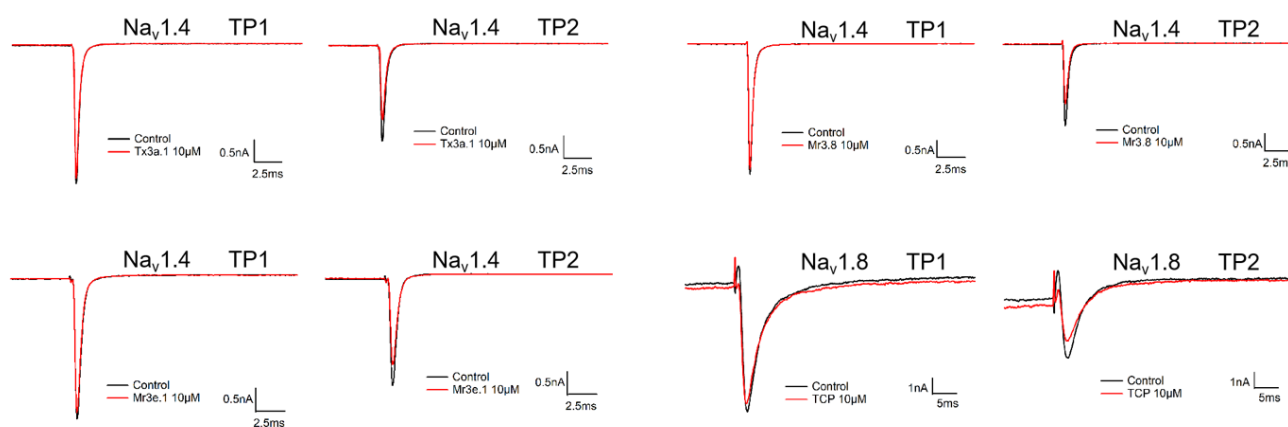 Naᵥ1.4 TP1
Control
Tx3a.1 10µM
0.5nA
2.5ms
Naᵥ1.4 TP2
Control
Tx3a.1 10µM
0.5nA
2.5ms
Naᵥ1.4 TP1
Control
Mr3.8 10µM
0.5nA
2.5ms
Naᵥ1.4 TP2
Control
Mr3.8 10µM
0.5nA
2.5ms
Naᵥ1.4 TP1
Control
Mr3e.1 10µM
0.5nA
2.5ms
Naᵥ1.4 TP2
Control
Mr3e.1 10µM
0.5nA
2.5ms
Naᵥ1.8 TP1
Control
TCP 10µM
1nA
5ms
Naᵥ1.8 TP2
Control
TCP 10µM
1nA
5ms